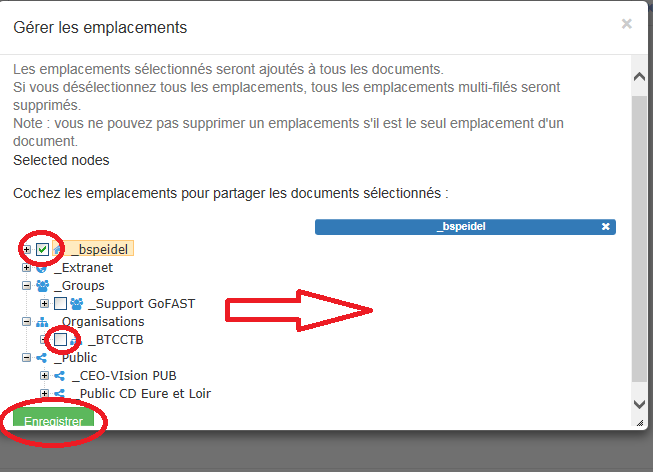 Gérer les emplacements
Les emplacements sélectionnés seront ajoutés à tous les documents.
Si vous désélectionnez tous les emplacements, tous les emplacements multi-filés seront
supprimés.
Note : vous ne pouvez pas supprimer un emplacements s'il est le seul emplacement d'un
document.
Selected nodes
Cochez les emplacements pour partager les documents sélectionnés :
_bspeidel
_bspeidel
_Extranet
_Groups
_Support GoFAST
_Organisations
_BTCCTB
_Public
_CEO-VIsion PUB
_Public CD Eure et Loir
Enregistrer